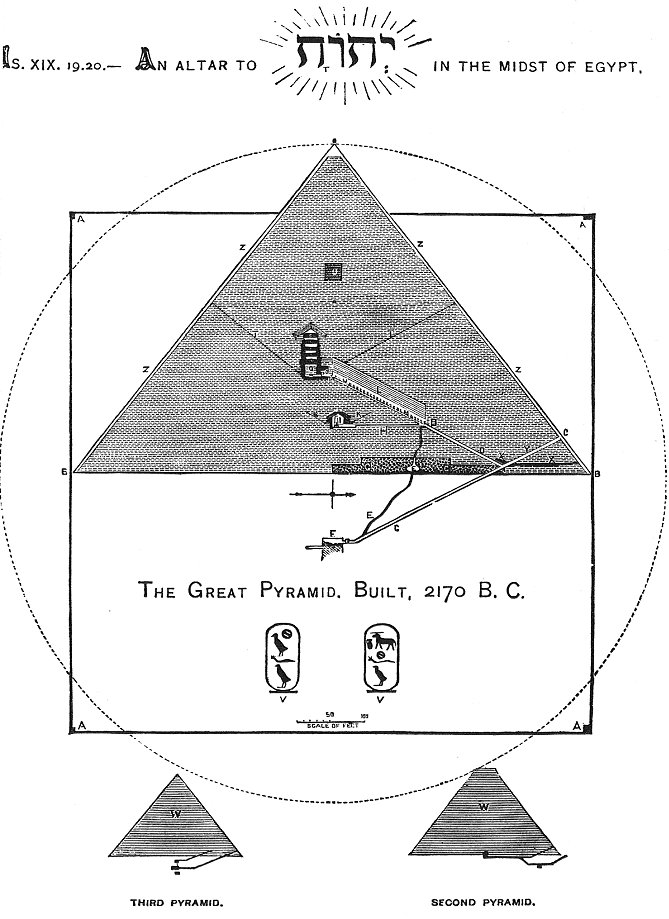 Is. XIX. 19.20.— An altar to יְהֹוָה in the midst of Egypt,
A
A
Z
Z
Z
Z
C
B
B
E
F
C
The Great Pyramid. Built, 2170 B. C.
V
V
50
100
SCALE OF FEET
A
A
W
W
THIRD PYRAMID.
SECOND PYRAMID.